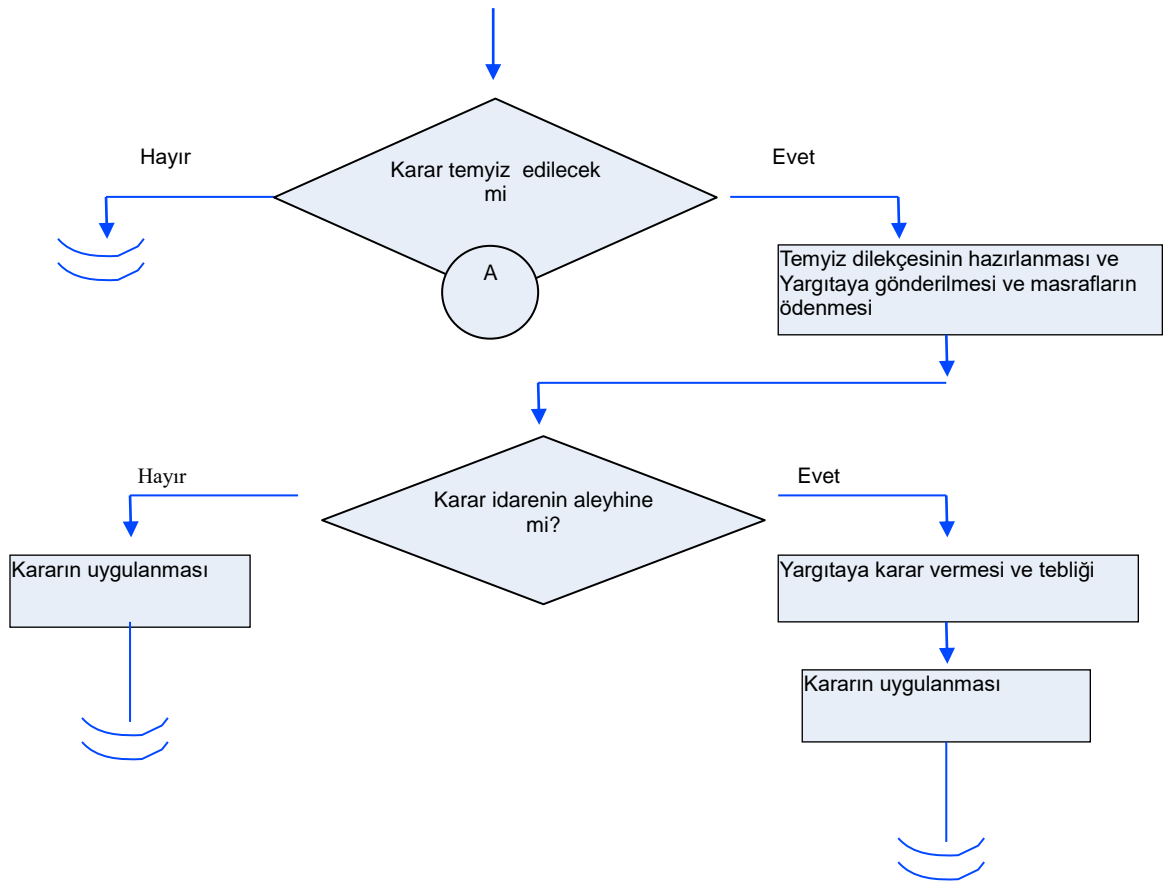 Hayır
Evet
Karar temyiz  edilecek
mi
A
Temyiz dilekçesinin hazırlanması ve
Yargıtaya gönderilmesi ve masrafların
ödenmesi
Hayır
Evet
Karar idarenin aleyhine
mi?
Kararın uygulanması
Yargıtaya karar vermesi ve tebliği
Kararın uygulanması